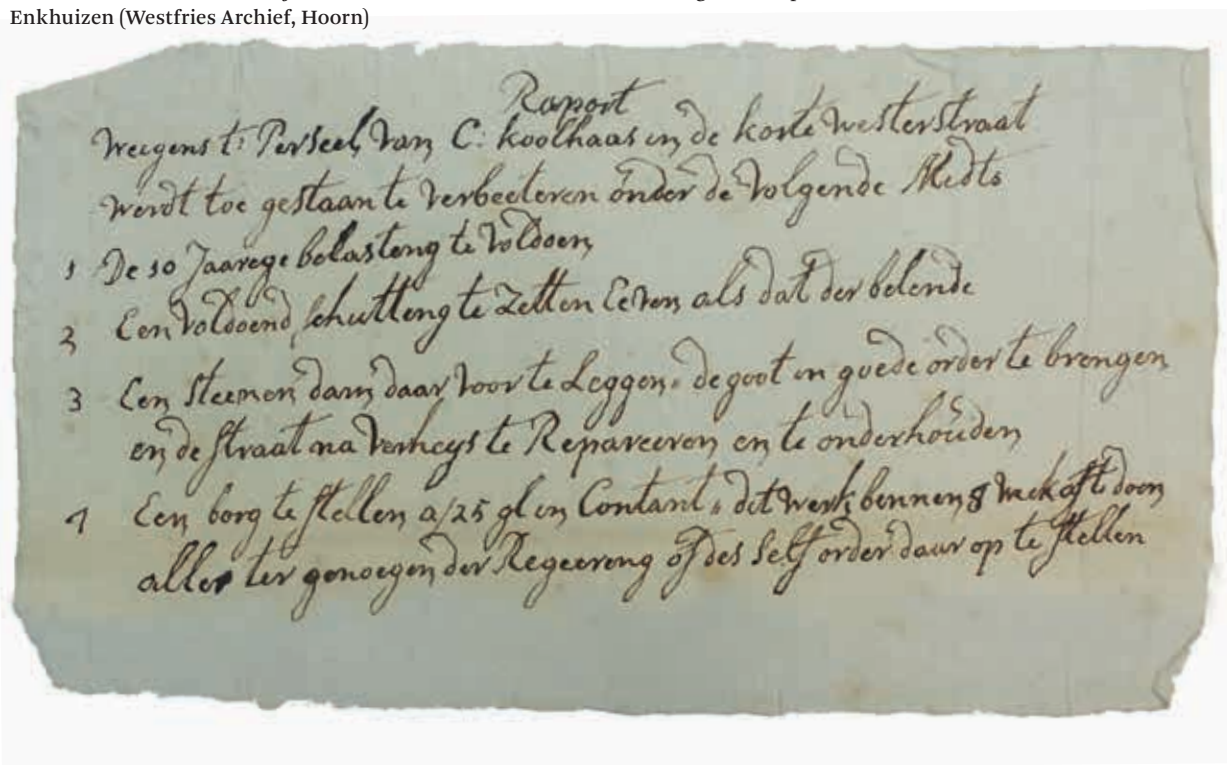 Enkhuizen (Westfries Archief, Hoorn)
Raport
weegens t: Perseel van C: koolhaas in de korte westerstraat
werdt toe gestaan te verbeeteren onder de volgende Midts
1 De 10 Jaarege belasteng te voldoen
2 Een voldoend schutteng te zetten Eeven als dat der belende
3 Een steenen dam daar voor te Leggen, de goot in goede order te brengen
en de straat na te Repareeren en te onderhouden
4 Een borg te stellen a/25 gl in Contant, dit werk bennen 8 week af te doen
alles ter genoegen der Regeereng of des self order daar op te stellen